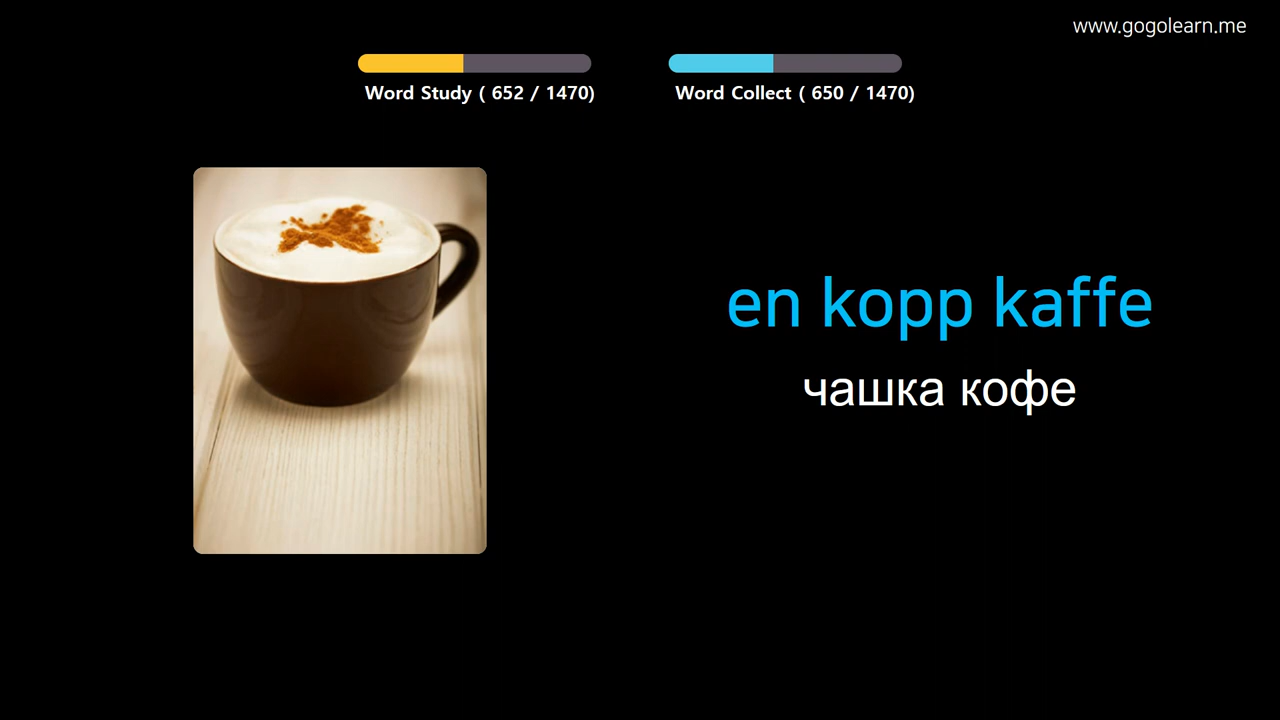 www.gogolearn.me
Word Study ( 652 / 1470)
Word Collect ( 650 / 1470)
en kopp kaffe
чашка кофе